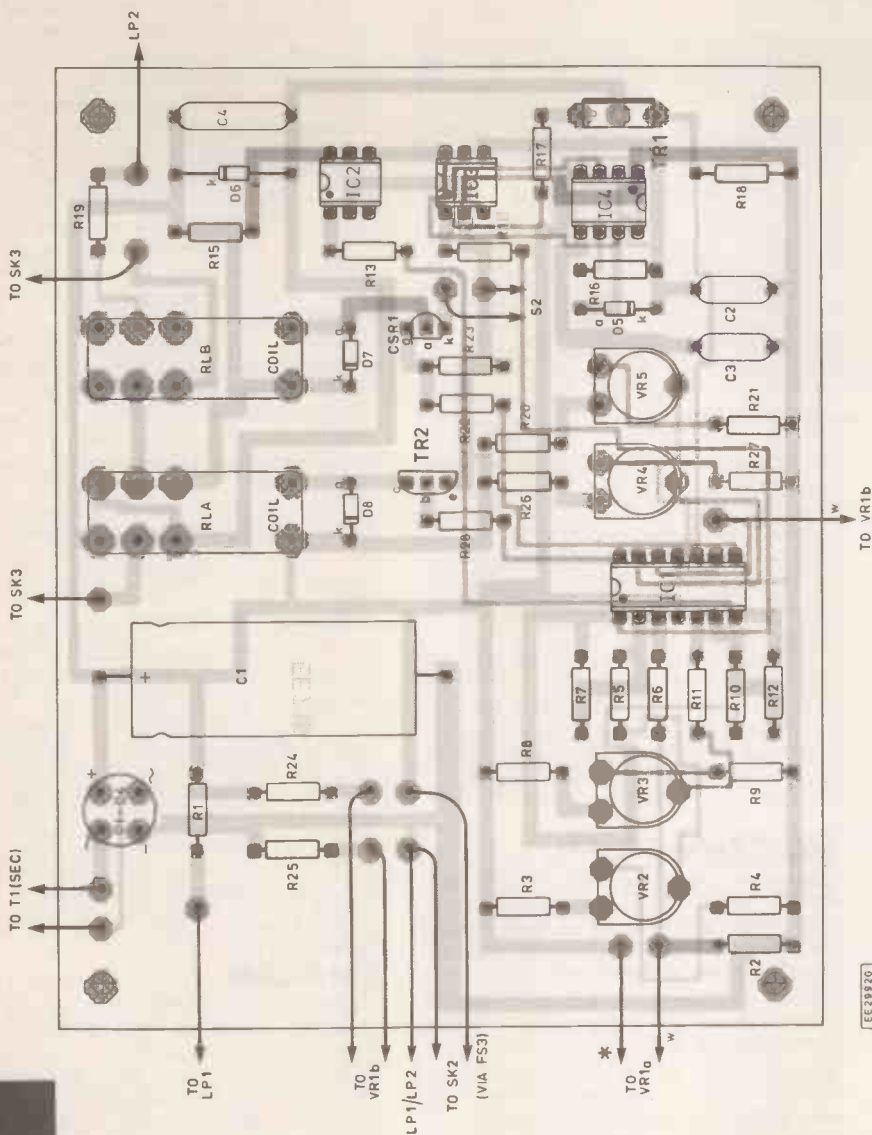 TO SK3
LP2
R19
C4
k
D6
R15
IC2
R17
TR1
IC4
R18
R13
S2
R16
a
D5
k
C2
C3
RLB
COIL
a
D7
k
CSR1
g
a
k
R23
R20
VR5
R21
TR2
c
b
R26
VR4
R27
RLA
COIL
a
D8
k
R28
w
TO VR1b
TO SK3
IC1
+
C1
R7
R5
R6
R11
R10
R12
+
~
−
R1
R24
R25
R8
VR3
R9
R3
VR2
R4
R2
TO T1(SEC)
TO
LP1
TO
VR1b
LP1/LP2
TO SK2
(VIA FS3)
*
TO
VR1a
w
EE29920